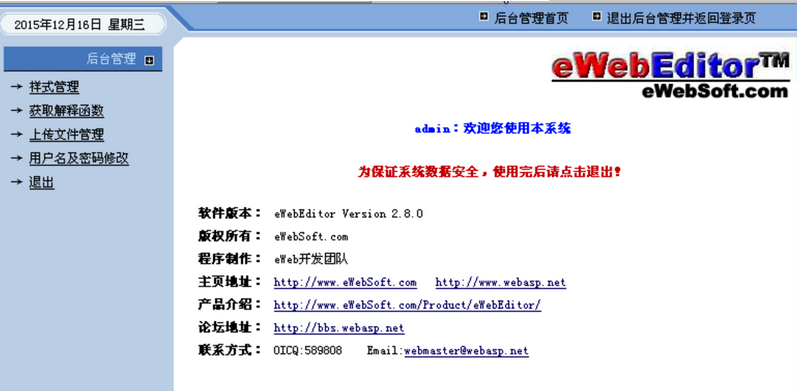 2015年12月16日 星期三
后台管理首页 退出后台管理并返回登录页
后台管理
样式管理
获取解释函数
上传文件管理
用户名及密码修改
退出
eWebEditor™
eWebSoft.com
admin：欢迎您使用本系统
为保证系统数据安全，使用完后请点击退出！
软件版本： eWebEditor Version 2.8.0
版权所有： eWebSoft.com
程序制作： eWeb开发团队
主页地址： http://www.eWebSoft.com http://www.webasp.net
产品介绍： http://www.eWebSoft.com/Product/eWebEditor/
论坛地址： http://bbs.webasp.net
联系方式： OICQ:589808 Email:webmaster@webasp.net